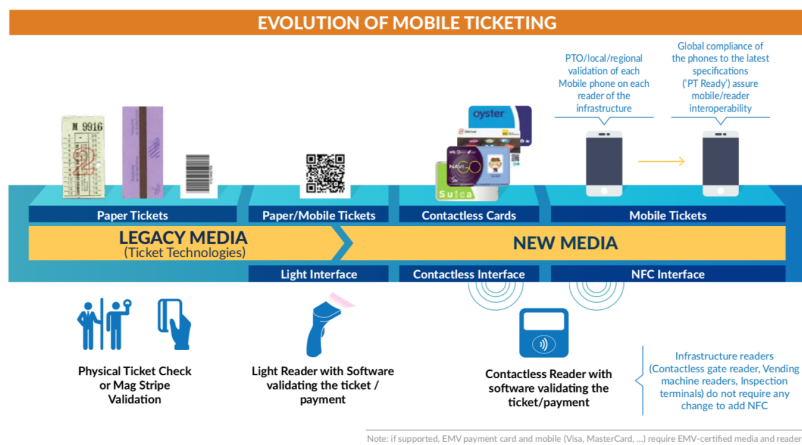 EVOLUTION OF MOBILE TICKETING
PTO/local/regional
validation of each
Mobile phone on each
reader of the
infrastructure
Global compliance of
the phones to the latest
specifications
('PT Ready') assure
mobile/reader
interoperability
N 9916
2
oyster
NAVIGO
Suica
Paper Tickets
Paper/Mobile Tickets
Contactless Cards
Mobile Tickets
LEGACY MEDIA
(Ticket Technologies)
NEW MEDIA
Light Interface
Contactless Interface
NFC Interface
Physical Ticket Check
or Mag Stripe
Validation
Light Reader with Software
validating the ticket /
payment
Contactless Reader with
software validating the
ticket/payment
Infrastructure readers
(Contactless gate reader, Vending
machine readers, Inspection
terminals) do not require any
change to add NFC
Note: if supported, EMV payment card and mobile (Visa, MasterCard, ...) require EMV-certified media and reader